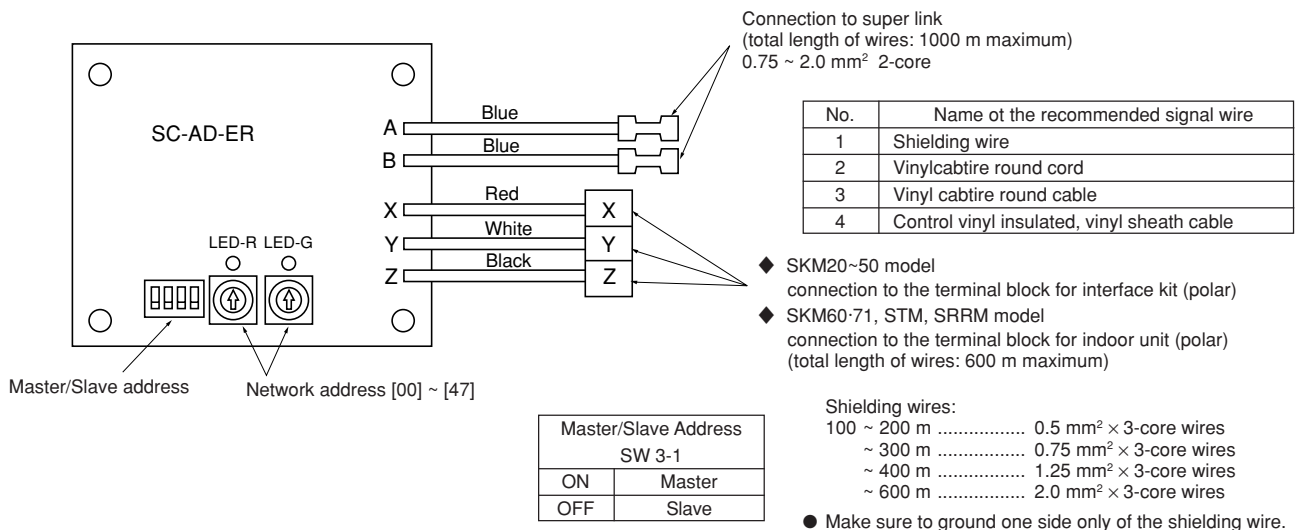 Connection to super link
(total length of wires: 1000 m maximum)
0.75 ~ 2.0 mm² 2-core
SC-AD-ER
A
Blue
B
Blue
X
Red
X
Y
White
Y
Z
Black
Z
LED-R LED-G
Master/Slave address
Network address [00] ~ [47]
No. Name ot the recommended signal wire
1 Shielding wire
2 Vinylcabtire round cord
3 Vinyl cabtire round cable
4 Control vinyl insulated, vinyl sheath cable
◆ SKM20~50 model
connection to the terminal block for interface kit (polar)
◆ SKM60·71, STM, SRRM model
connection to the terminal block for indoor unit (polar)
(total length of wires: 600 m maximum)
Master/Slave Address
SW 3-1
ON Master
OFF Slave
Shielding wires:
100 ~ 200 m ................. 0.5 mm² × 3-core wires
~ 300 m ................. 0.75 mm² × 3-core wires
~ 400 m ................. 1.25 mm² × 3-core wires
~ 600 m ................. 2.0 mm² × 3-core wires
● Make sure to ground one side only of the shielding wire.